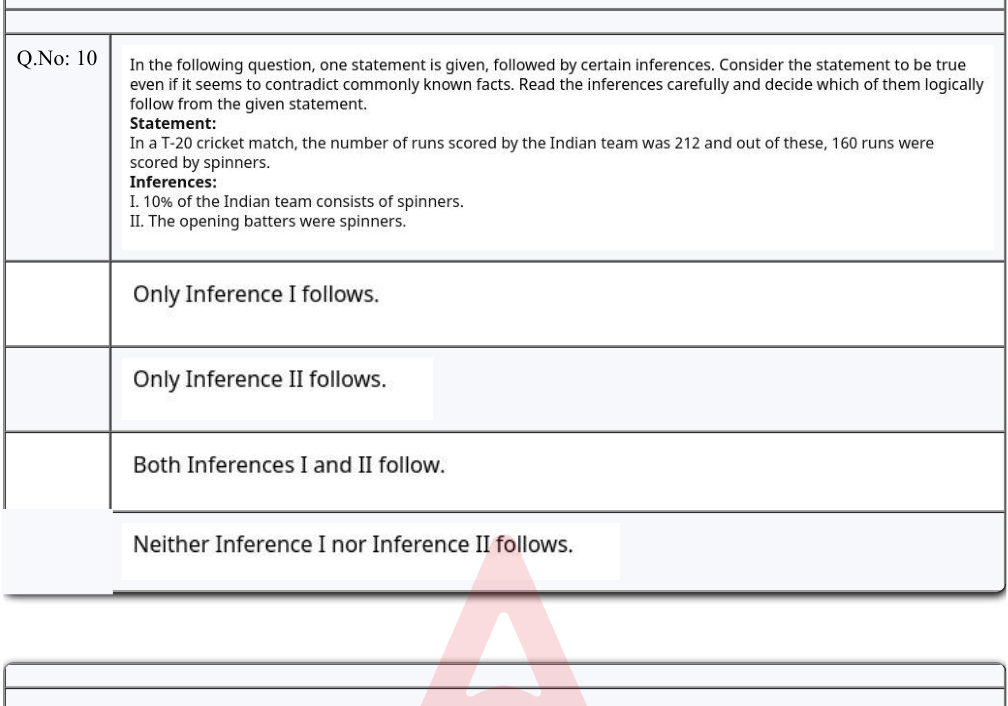 Q.No: 10
In the following question, one statement is given, followed by certain inferences. Consider the statement to be true
even if it seems to contradict commonly known facts. Read the inferences carefully and decide which of them logically
follow from the given statement.
Statement:
In a T-20 cricket match, the number of runs scored by the Indian team was 212 and out of these, 160 runs were
scored by spinners.
Inferences:
I. 10% of the Indian team consists of spinners.
II. The opening batters were spinners.
Only Inference I follows.
Only Inference II follows.
Both Inferences I and II follow.
Neither Inference I nor Inference II follows.